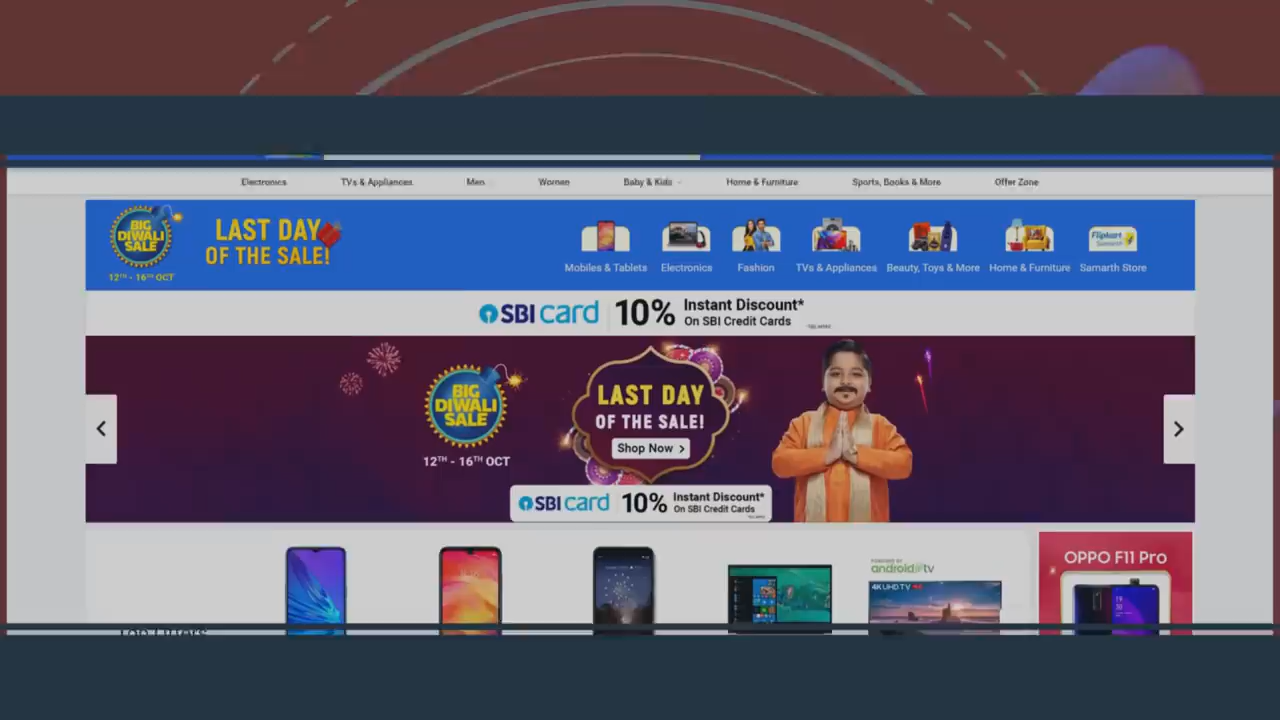 Electronics TVs & Appliances Men Women Baby & Kids Home & Furniture Sports, Books & More Offer Zone
BIG
DIWALI
SALE
12TH - 16TH OCT
LAST DAY
OF THE SALE!
Mobiles & Tablets Electronics Fashion TVs & Appliances Beauty, Toys & More Home & Furniture Samarth Store
Flipkart
Samarth
SBI card 10% Instant Discount*
On SBI Credit Cards
BIG
DIWALI
SALE
12TH - 16TH OCT
LAST DAY
OF THE SALE!
Shop Now >
SBI card 10% Instant Discount*
On SBI Credit Cards
androidtv
4K UHD TV
OPPO F11 Pro